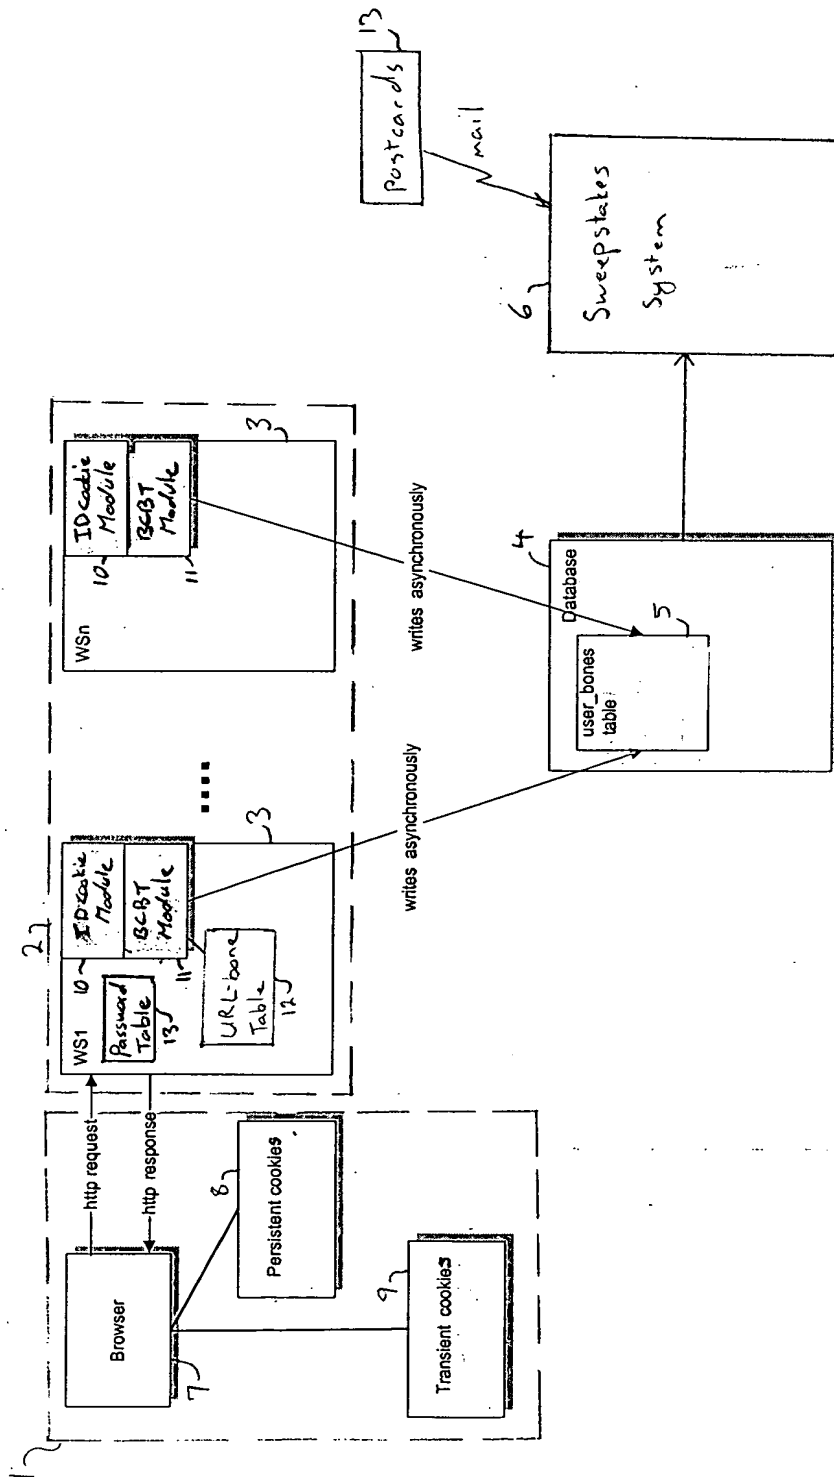 1
Browser
7
http request
http response
Persistent cookies
8
Transient cookies
9
2
WS1
10
ID cookie
Module
11
BCBT
Module
Password
Table
13
URL-bone
Table
12
3
WSn
10
ID cookie
Module
11
BCBT
Module
3
writes asynchronously
writes asynchronously
4
Database
user_bones
table
5
6
Sweepstakes
System
mail
Postcards
13